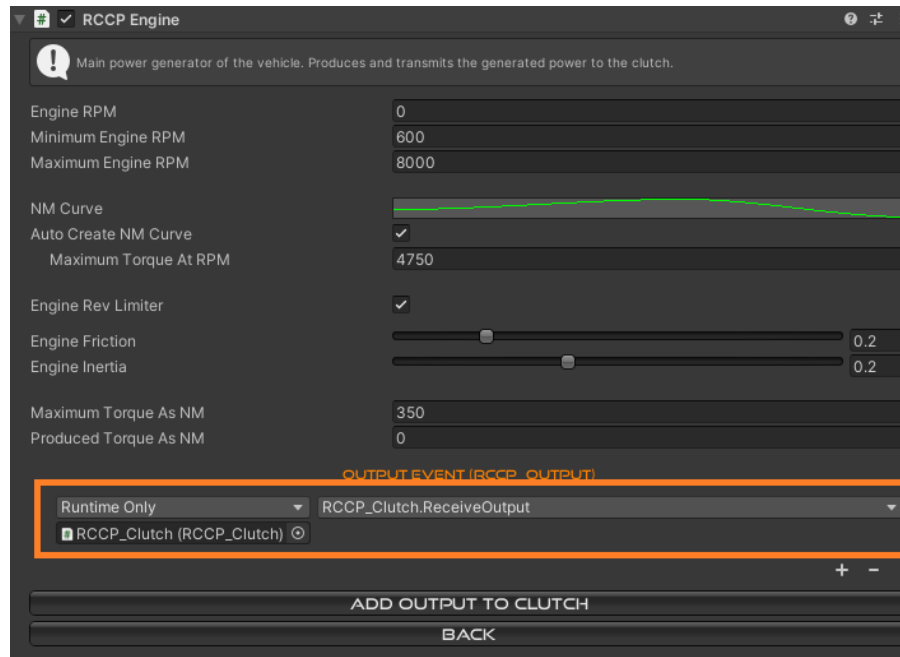 RCCP Engine
Main power generator of the vehicle. Produces and transmits the generated power to the clutch.
Engine RPM 0
Minimum Engine RPM 600
Maximum Engine RPM 8000
NM Curve
Auto Create NM Curve
Maximum Torque At RPM 4750
Engine Rev Limiter
Engine Friction 0.2
Engine Inertia 0.2
Maximum Torque As NM 350
Produced Torque As NM 0
OUTPUT EVENT (RCCP_OUTPUT)
Runtime Only RCCP_Clutch.ReceiveOutput
RCCP_Clutch (RCCP_Clutch)
ADD OUTPUT TO CLUTCH
BACK